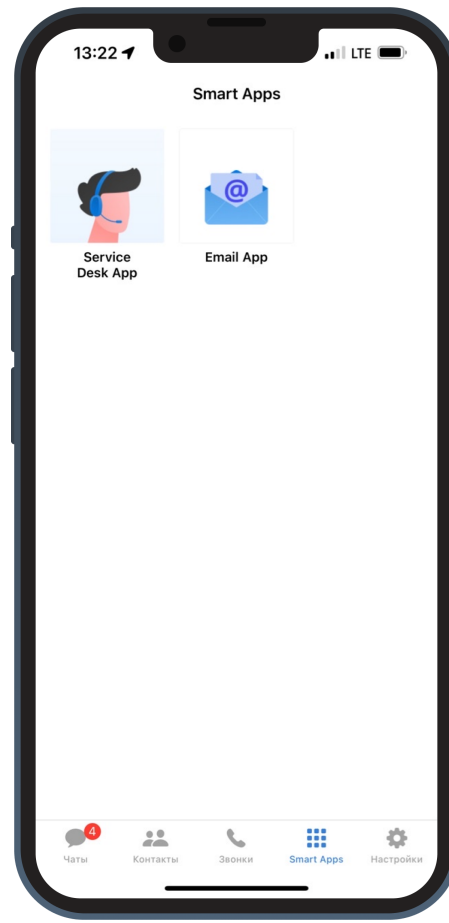 13:22
LTE
Smart Apps
Service
Desk App
@
Email App
4
Чаты
Контакты
Звонки
Smart Apps
Настройки